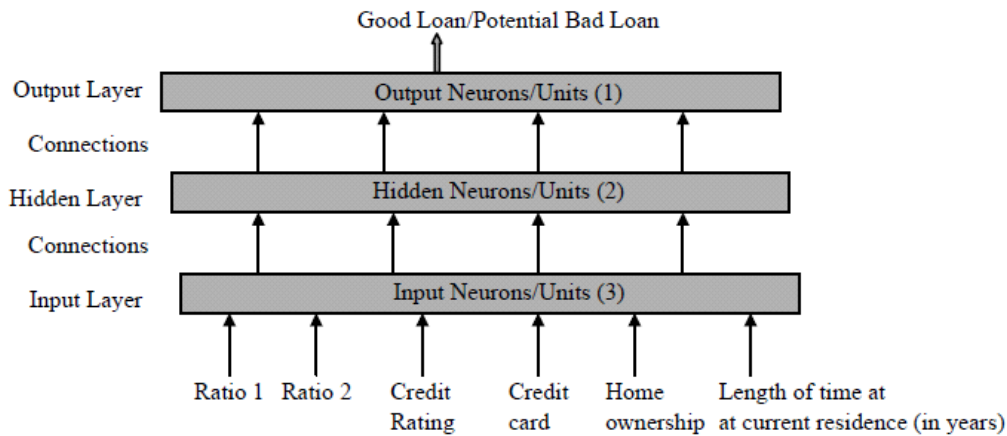 Good Loan/Potential Bad Loan
Output Layer
Output Neurons/Units (1)
Connections
Hidden Layer
Hidden Neurons/Units (2)
Connections
Input Layer
Input Neurons/Units (3)
Ratio 1
Ratio 2
Credit
Rating
Credit
card
Home
ownership
Length of time at
at current residence (in years)